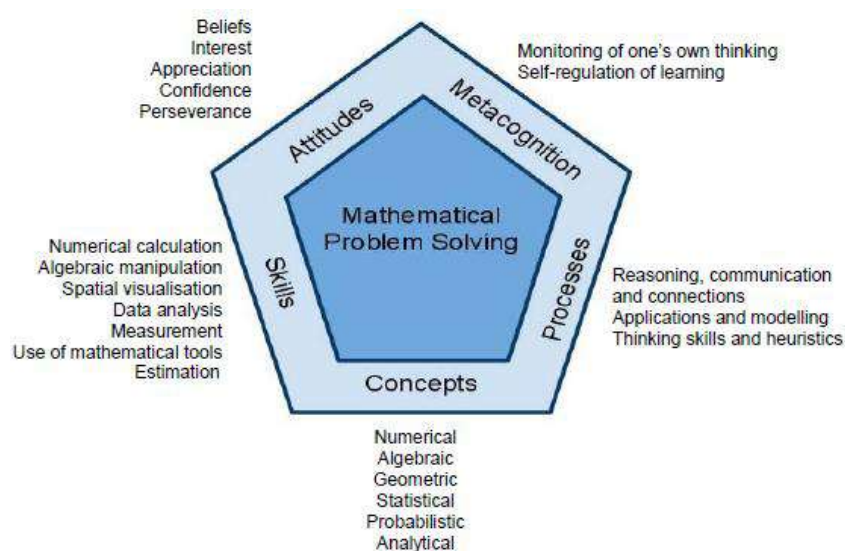 Beliefs
Interest
Appreciation
Confidence
Perseverance
Monitoring of one's own thinking
Self-regulation of learning
Attitudes
Metacognition
Mathematical
Problem Solving
Numerical calculation
Algebraic manipulation
Spatial visualisation
Data analysis
Measurement
Use of mathematical tools
Estimation
Skills
Processes
Reasoning, communication
and connections
Applications and modelling
Thinking skills and heuristics
Concepts
Numerical
Algebraic
Geometric
Statistical
Probabilistic
Analytical